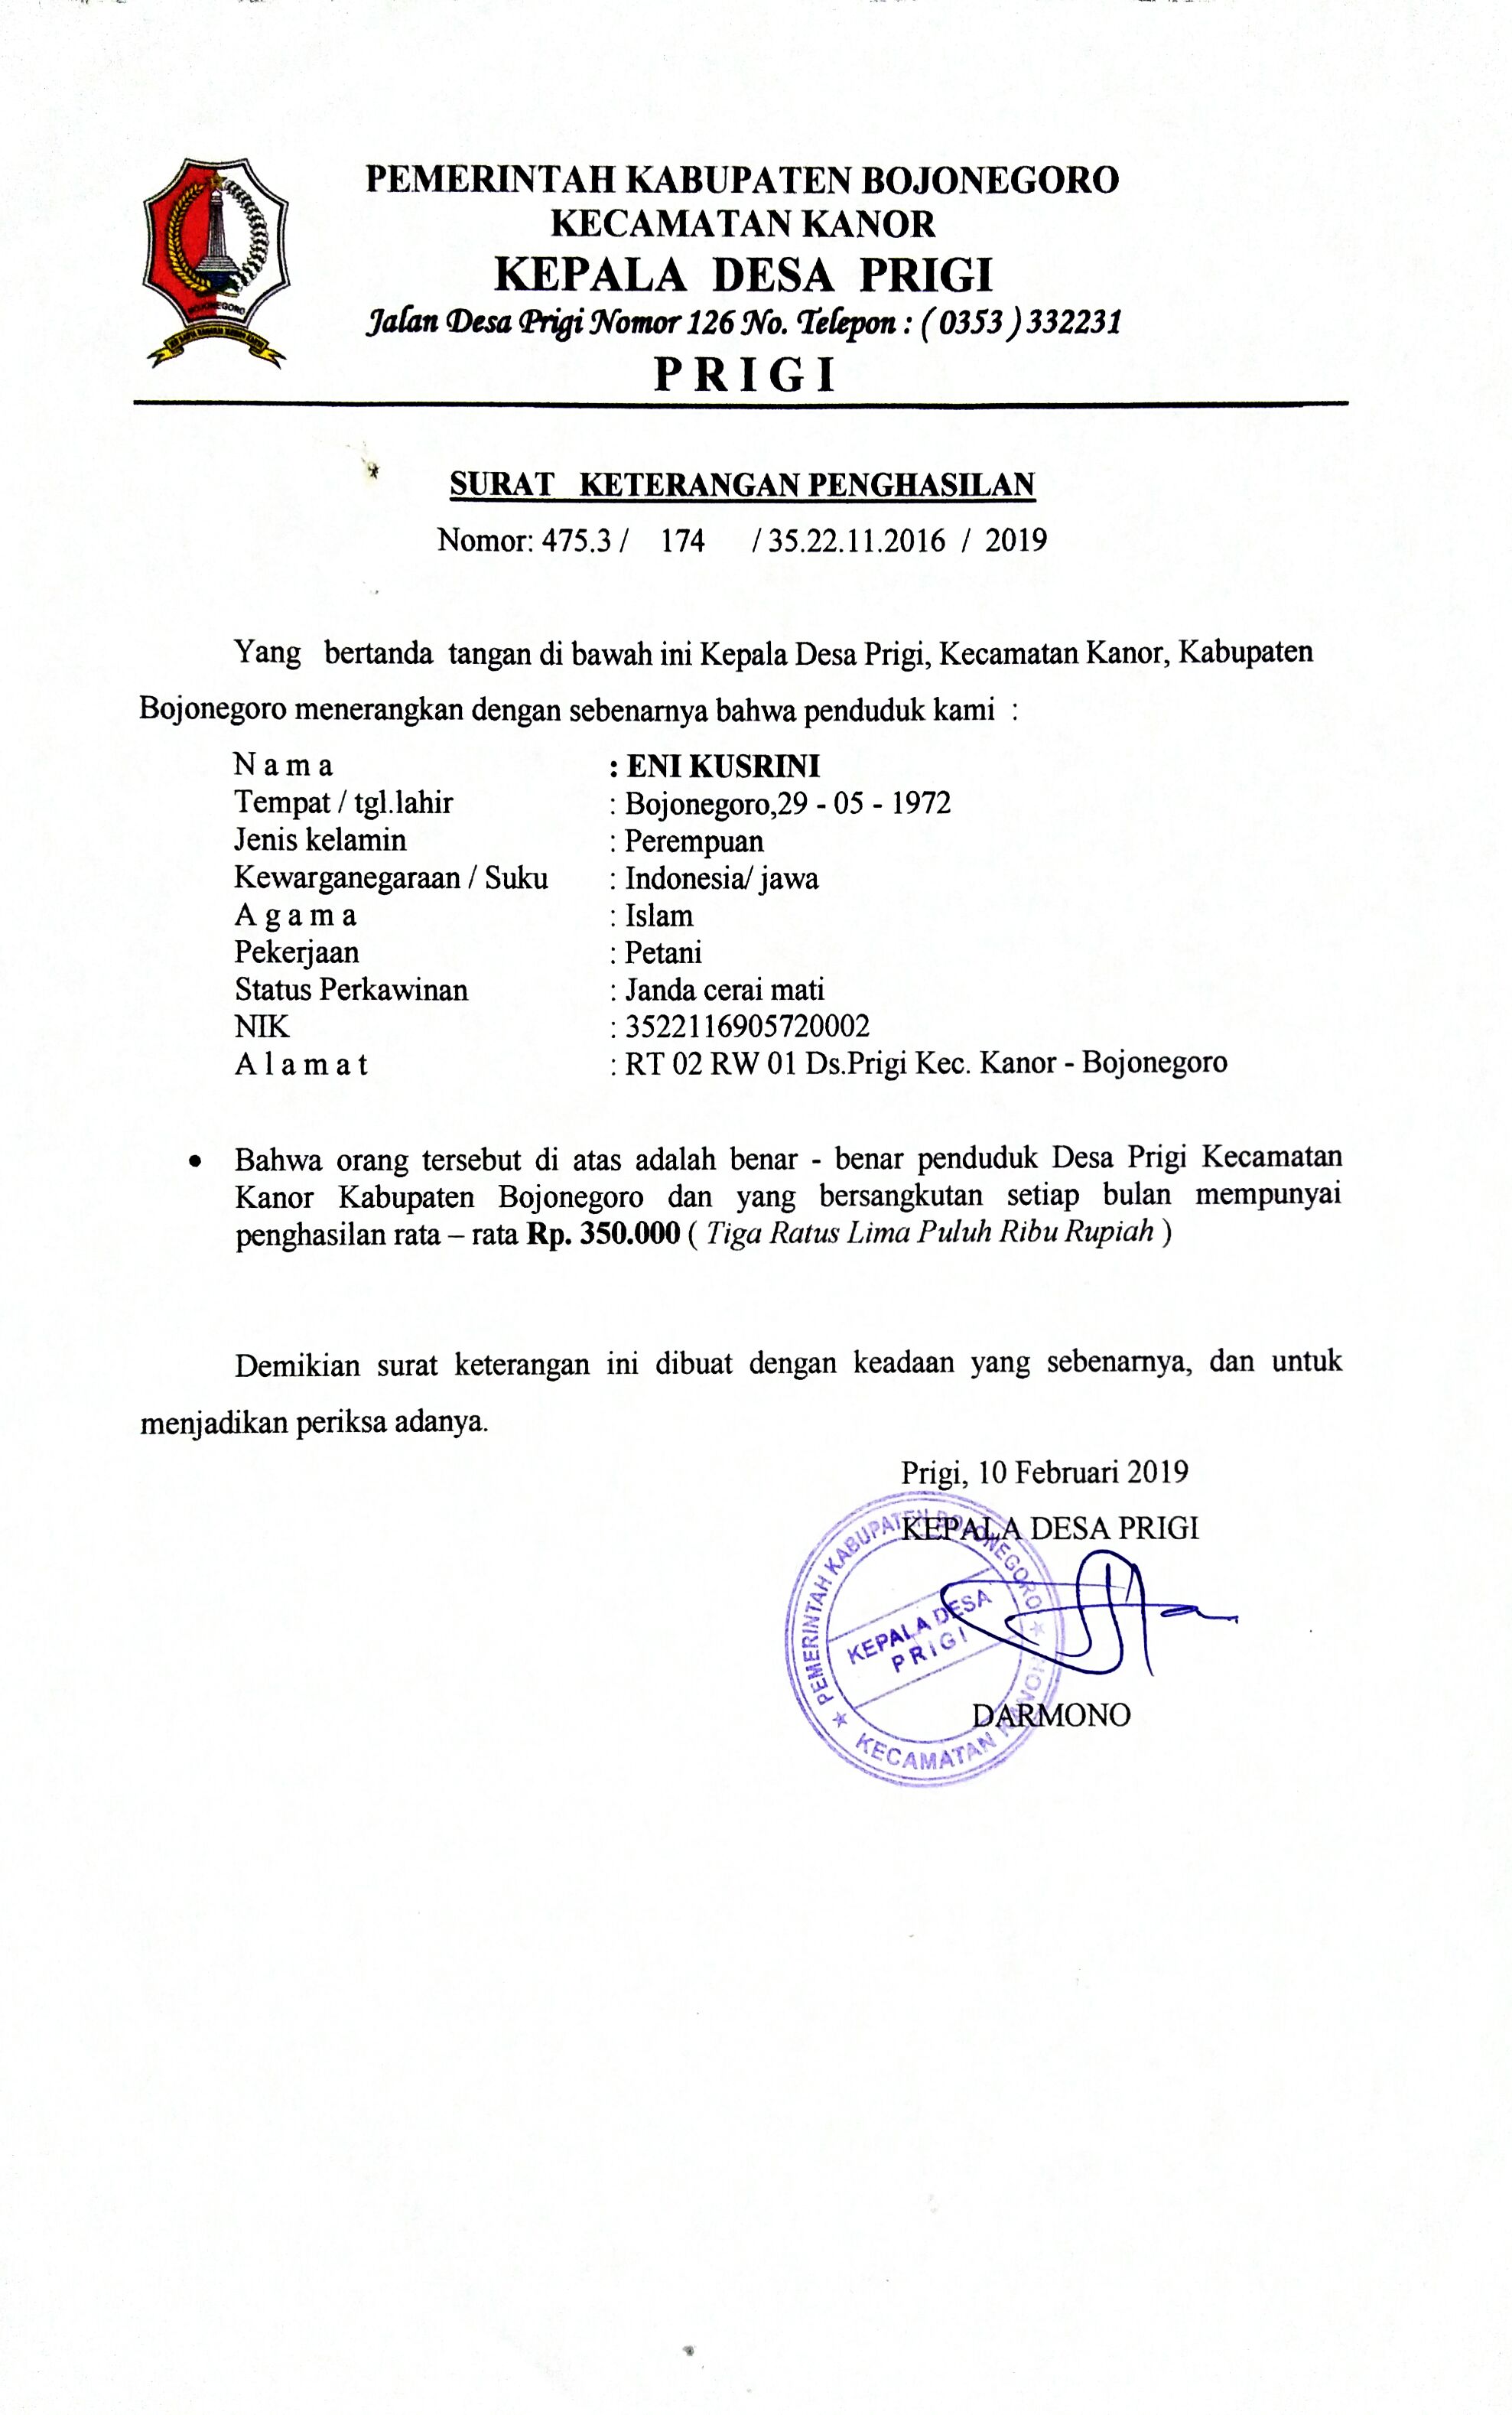 PEMERINTAH KABUPATEN BOJONEGORO
KECAMATAN KANOR
KEPALA DESA PRIGI
Jalan Desa Prigi Nomor 126 No. Telepon : ( 0353 ) 332231
P R I G I
BOJONEGORO
SURAT KETERANGAN PENGHASILAN
Nomor: 475.3 / 174 / 35.22.11.2016 / 2019
Yang bertanda tangan di bawah ini Kepala Desa Prigi, Kecamatan Kanor, Kabupaten
Bojonegoro menerangkan dengan sebenarnya bahwa penduduk kami :
N a m a : ENI KUSRINI
Tempat / tgl.lahir : Bojonegoro,29 - 05 - 1972
Jenis kelamin : Perempuan
Kewarganegaraan / Suku : Indonesia/ jawa
A g a m a : Islam
Pekerjaan : Petani
Status Perkawinan : Janda cerai mati
NIK : 3522116905720002
A l a m a t : RT 02 RW 01 Ds.Prigi Kec. Kanor - Bojonegoro
• Bahwa orang tersebut di atas adalah benar - benar penduduk Desa Prigi Kecamatan
Kanor Kabupaten Bojonegoro dan yang bersangkutan setiap bulan mempunyai
penghasilan rata – rata Rp. 350.000 ( Tiga Ratus Lima Puluh Ribu Rupiah )
Demikian surat keterangan ini dibuat dengan keadaan yang sebenarnya, dan untuk
menjadikan periksa adanya.
Prigi, 10 Februari 2019
KEPALA DESA PRIGI
PEMERINTAH KABUPATEN BOJONEGORO
KEPALA DESA
PRIGI
KECAMATAN KANOR
DARMONO